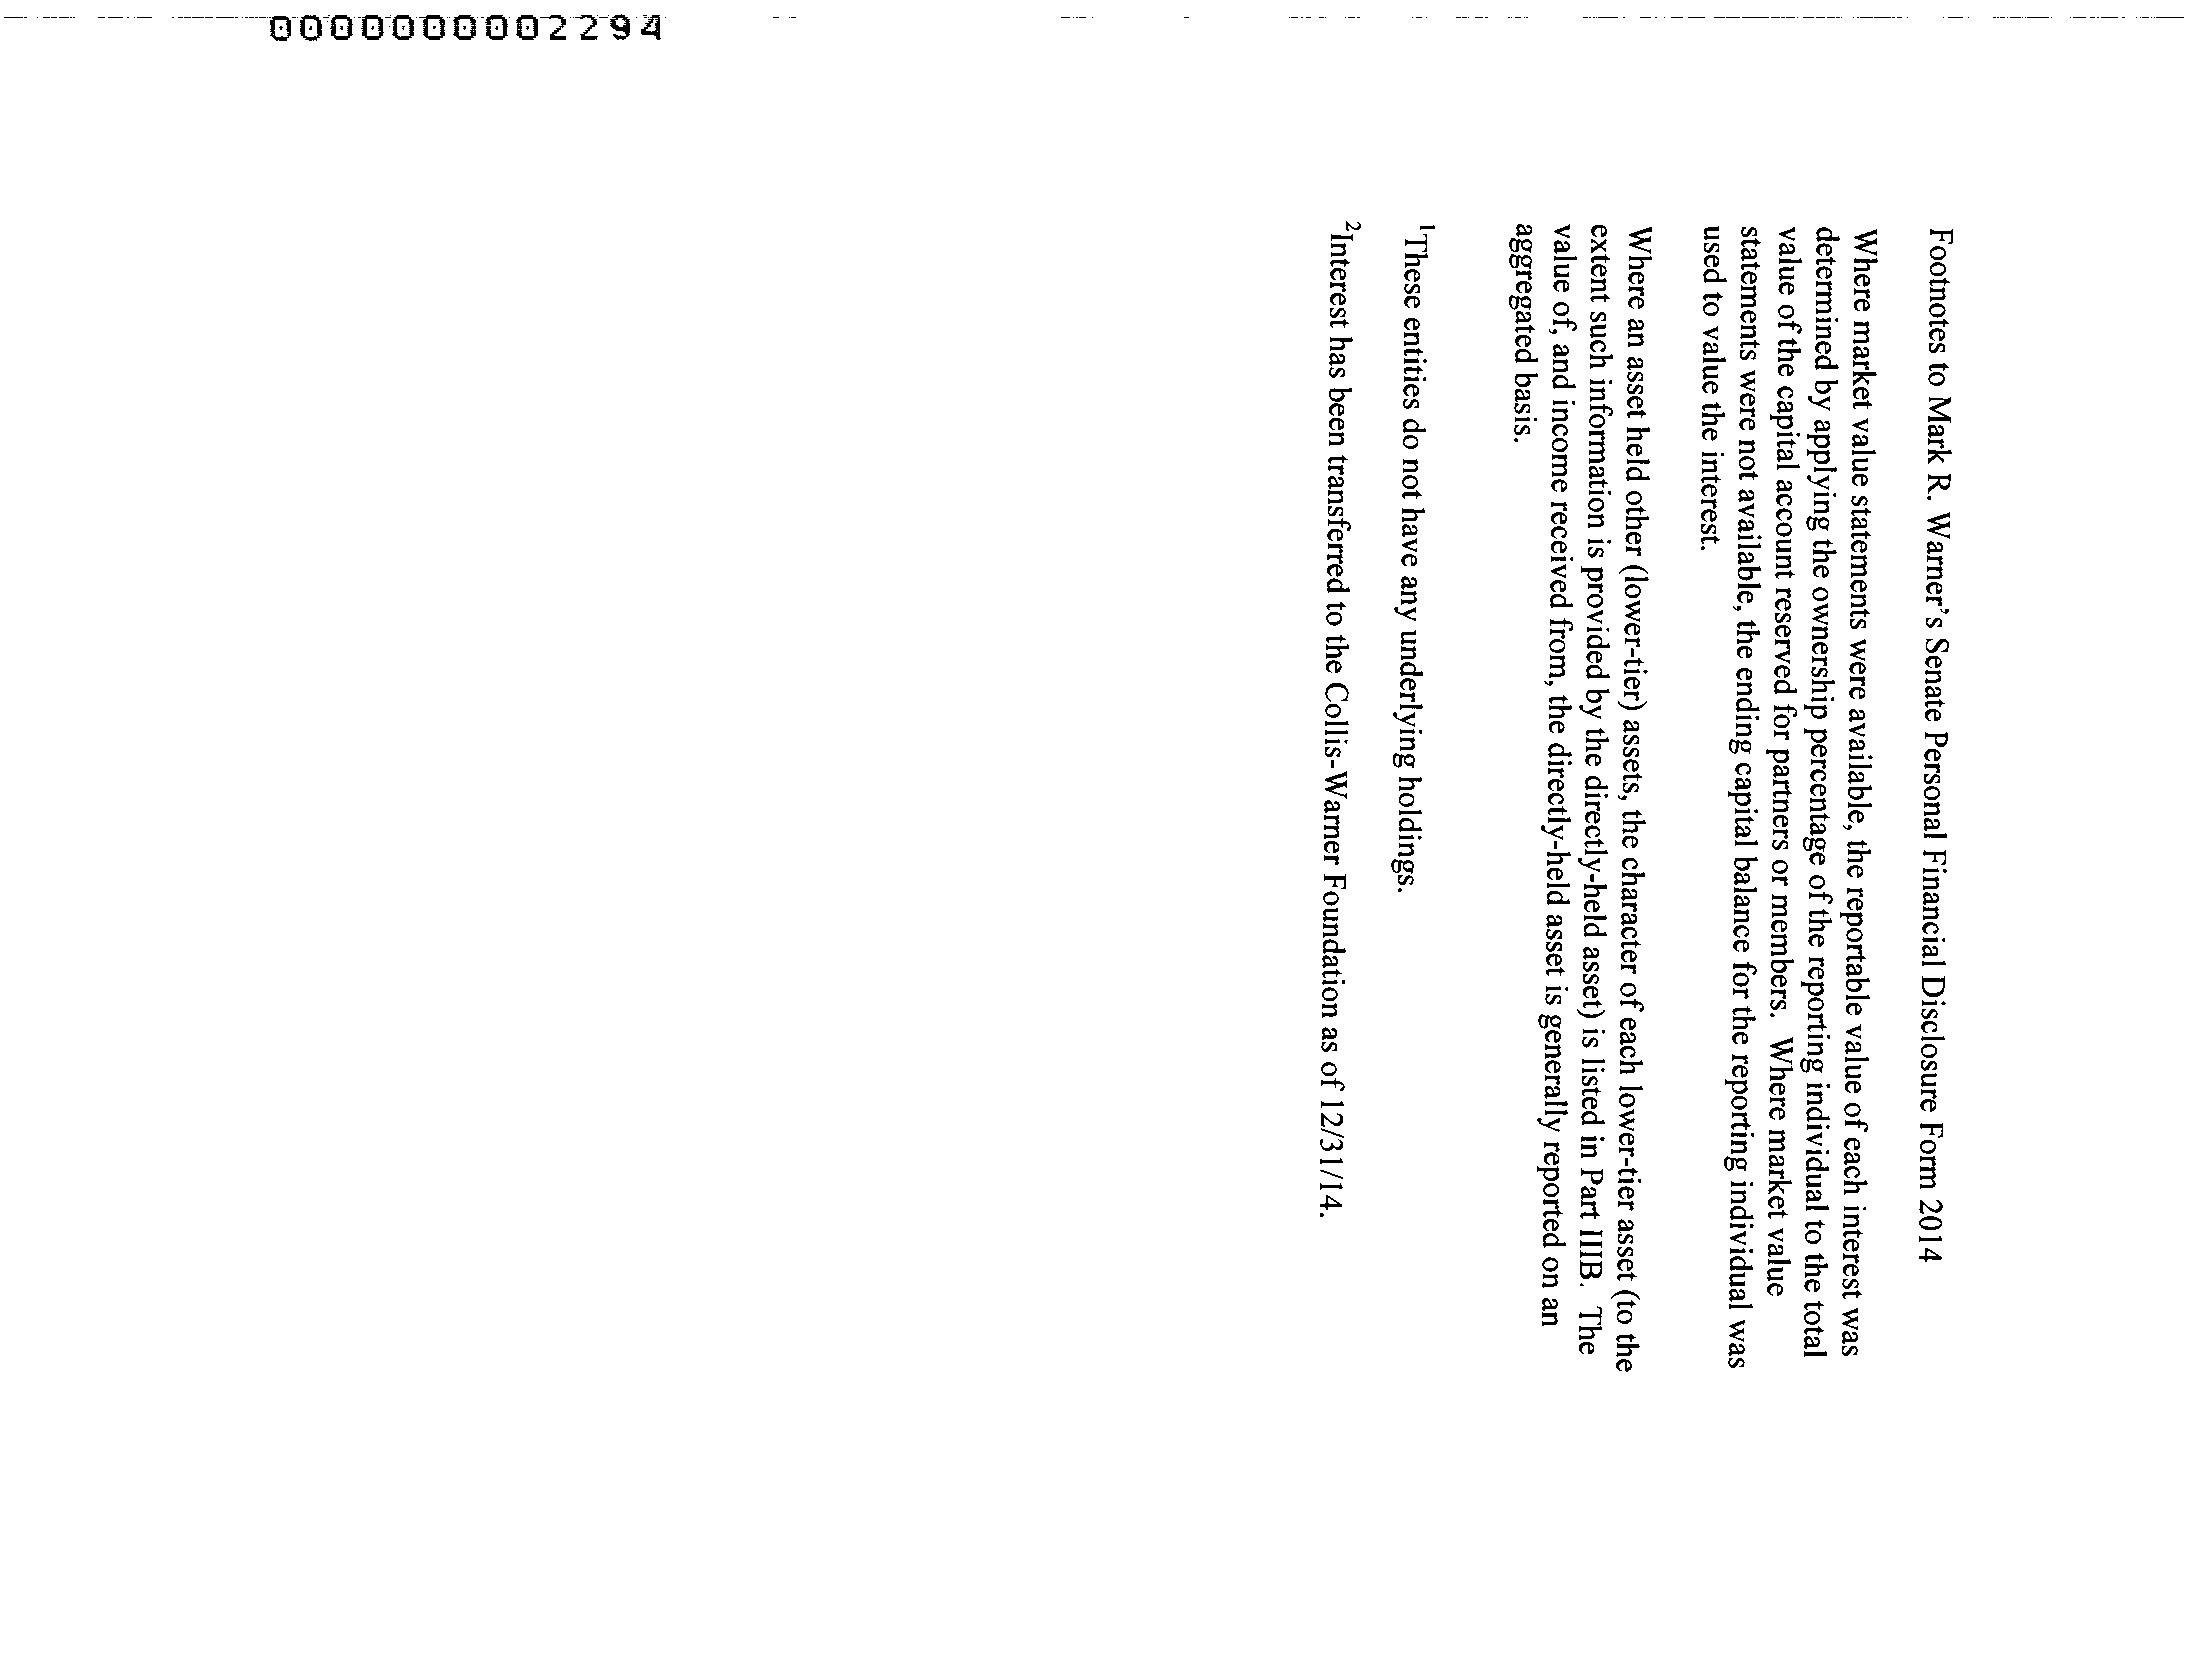 0000000002294
Footnotes to Mark R. Warner's Senate Personal Financial Disclosure Form 2014
Where market value statements were available, the reportable value of each interest was
determined by applying the ownership percentage of the reporting individual to the total
value of the capital account reserved for partners or members. Where market value
statements were not available, the ending capital balance for the reporting individual was
used to value the interest.
Where an asset held other (lower-tier) assets, the character of each lower-tier asset (to the
extent such information is provided by the directly-held asset) is listed in Part IIIB. The
value of, and income received from, the directly-held asset is generally reported on an
aggregated basis.
¹These entities do not have any underlying holdings.
²Interest has been transferred to the Collis-Warner Foundation as of 12/31/14.